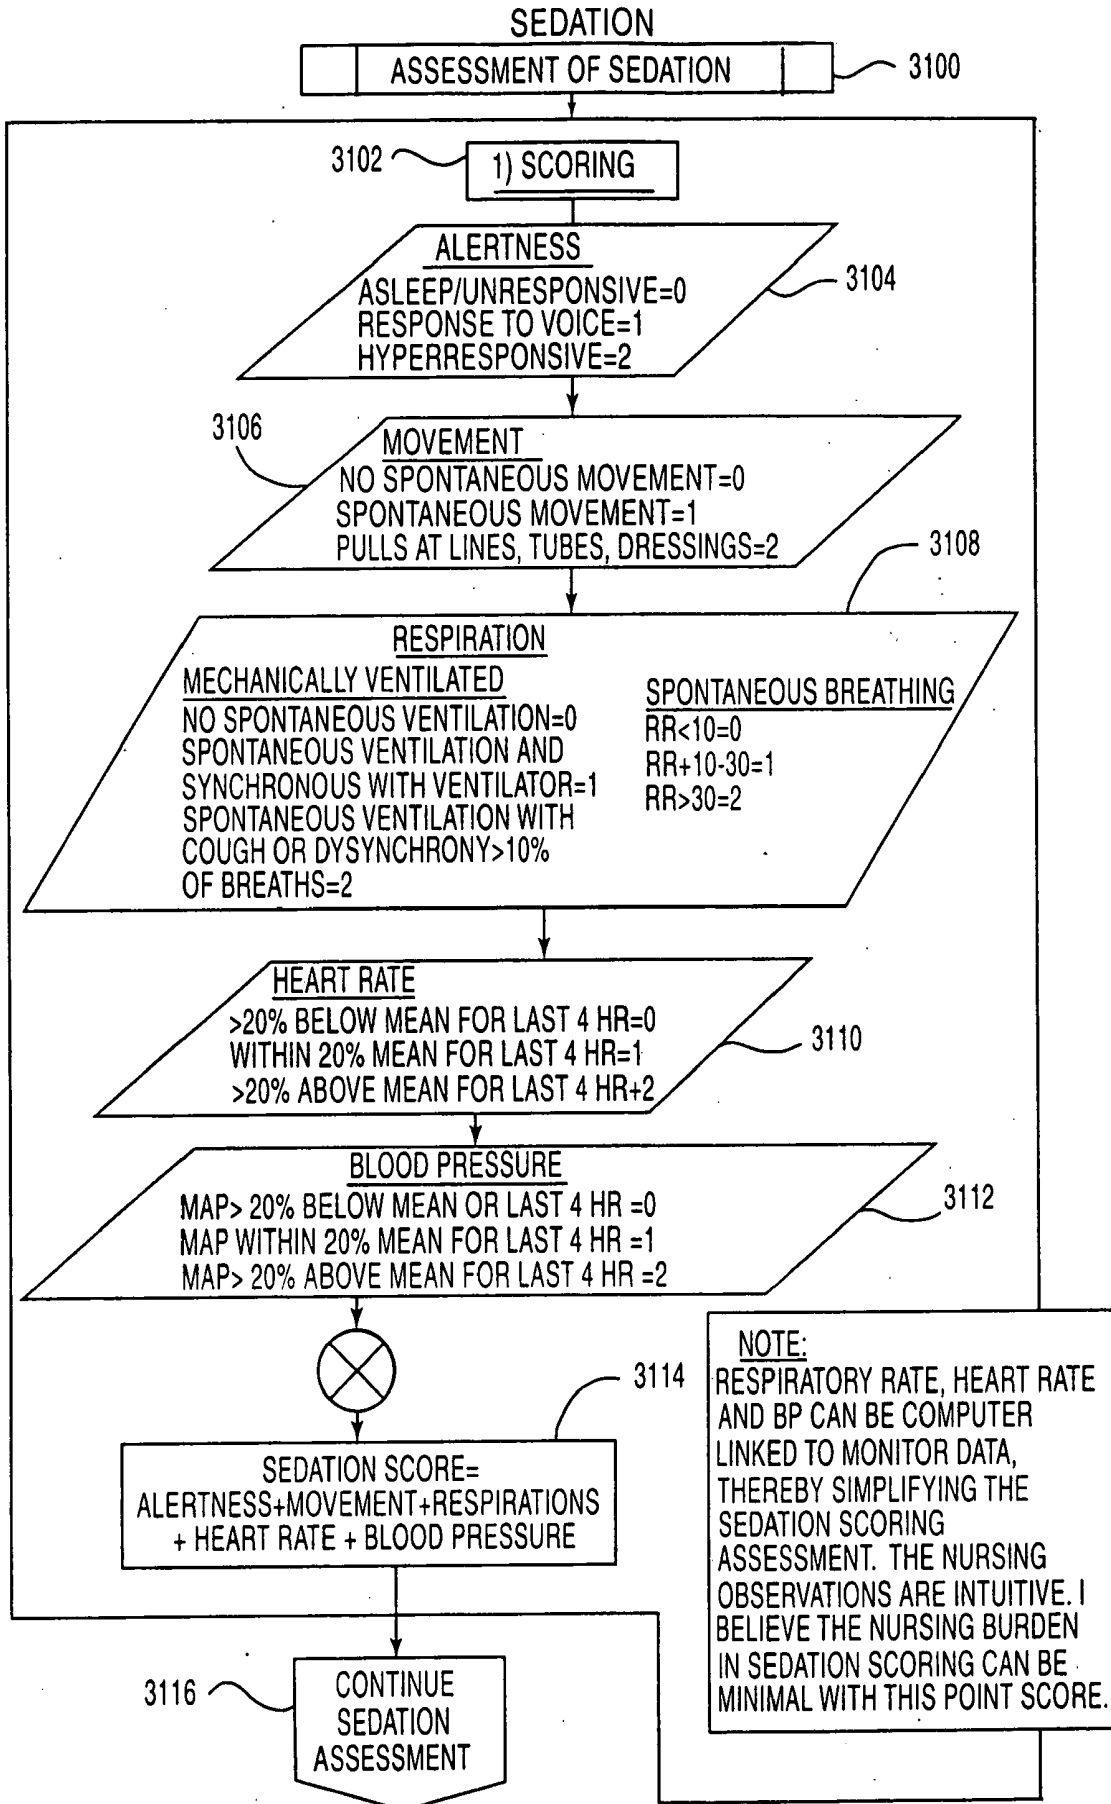 SEDATION
ASSESSMENT OF SEDATION
3100
3102
1) SCORING
ALERTNESS
ASLEEP/UNRESPONSIVE=0
RESPONSE TO VOICE=1
HYPERRESPONSIVE=2
3104
3106
MOVEMENT
NO SPONTANEOUS MOVEMENT=0
SPONTANEOUS MOVEMENT=1
PULLS AT LINES, TUBES, DRESSINGS=2
3108
RESPIRATION
MECHANICALLY VENTILATED
NO SPONTANEOUS VENTILATION=0
SPONTANEOUS VENTILATION AND
SYNCHRONOUS WITH VENTILATOR=1
SPONTANEOUS VENTILATION WITH
COUGH OR DYSYNCHRONY>10%
OF BREATHS=2
SPONTANEOUS BREATHING
RR<10=0
RR+10-30=1
RR>30=2
HEART RATE
>20% BELOW MEAN FOR LAST 4 HR=0
WITHIN 20% MEAN FOR LAST 4 HR=1
>20% ABOVE MEAN FOR LAST 4 HR+2
3110
BLOOD PRESSURE
MAP> 20% BELOW MEAN OR LAST 4 HR =0
MAP WITHIN 20% MEAN FOR LAST 4 HR =1
MAP> 20% ABOVE MEAN FOR LAST 4 HR =2
3112
3114
SEDATION SCORE=
ALERTNESS+MOVEMENT+RESPIRATIONS
+ HEART RATE + BLOOD PRESSURE
NOTE:
RESPIRATORY RATE, HEART RATE
AND BP CAN BE COMPUTER
LINKED TO MONITOR DATA,
THEREBY SIMPLIFYING THE
SEDATION SCORING
ASSESSMENT. THE NURSING
OBSERVATIONS ARE INTUITIVE. I
BELIEVE THE NURSING BURDEN
IN SEDATION SCORING CAN BE
MINIMAL WITH THIS POINT SCORE.
3116
CONTINUE
SEDATION
ASSESSMENT